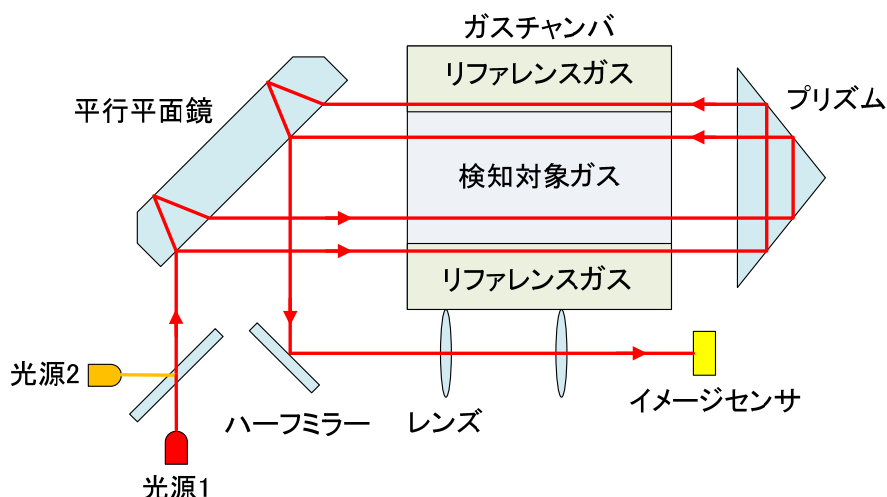 ガスチャンバ
リファレンスガス
平行平面鏡
プリズム
検知対象ガス
リファレンスガス
光源2
ハーフミラー
レンズ
イメージセンサ
光源1